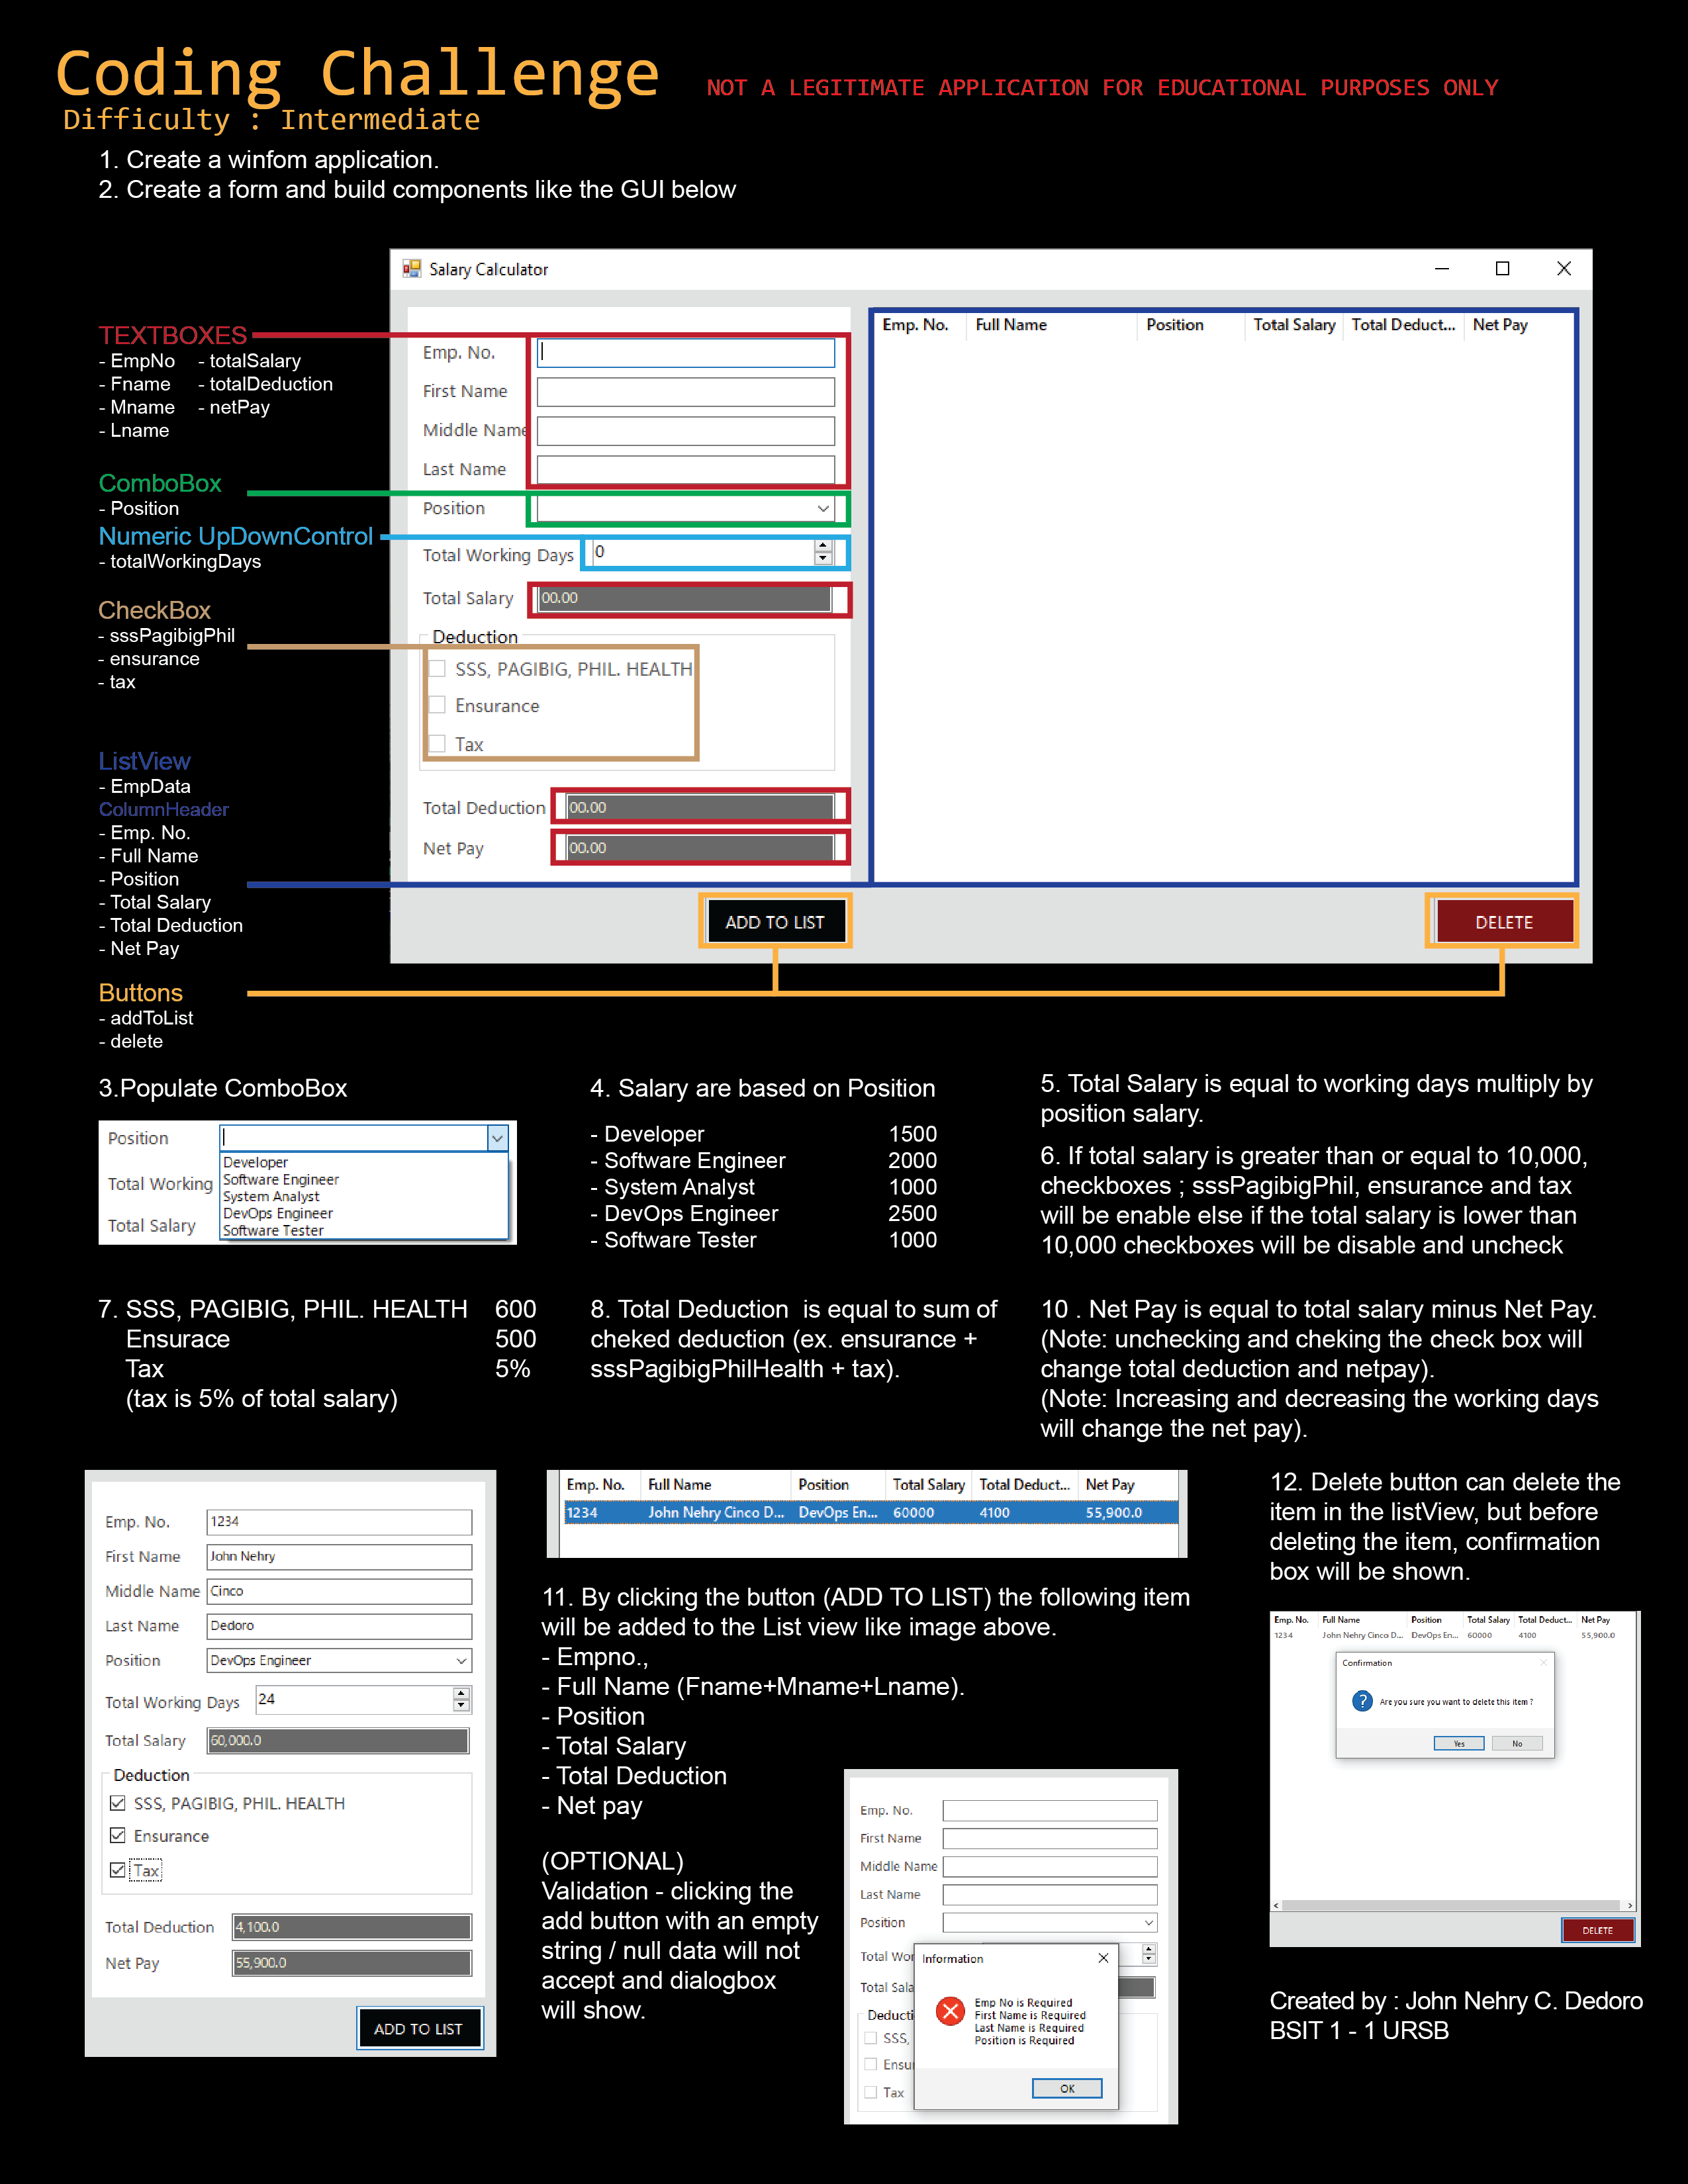 Coding Challenge
NOT A LEGITIMATE APPLICATION FOR EDUCATIONAL PURPOSES ONLY
Difficulty : Intermediate
1. Create a winfom application.
2. Create a form and build components like the GUI below
TEXTBOXES
- EmpNo - totalSalary
- Fname - totalDeduction
- Mname - netPay
- Lname
ComboBox
- Position
Numeric UpDownControl
- totalWorkingDays
CheckBox
- sssPagibigPhil
- ensurance
- tax
ListView
- EmpData
ColumnHeader
- Emp. No.
- Full Name
- Position
- Total Salary
- Total Deduction
- Net Pay
Buttons
- addToList
- delete
Salary Calculator
Emp. No.
First Name
Middle Name
Last Name
Position
Total Working Days 0
Total Salary 00.00
Deduction
SSS, PAGIBIG, PHIL. HEALTH
Ensurance
Tax
Total Deduction 00.00
Net Pay 00.00
ADD TO LIST
Emp. No. Full Name Position Total Salary Total Deduct... Net Pay
DELETE
3.Populate ComboBox
Position
Total Working
Total Salary
Developer
Software Engineer
System Analyst
DevOps Engineer
Software Tester
4. Salary are based on Position
- Developer 1500
- Software Engineer 2000
- System Analyst 1000
- DevOps Engineer 2500
- Software Tester 1000
5. Total Salary is equal to working days multiply by
position salary.
6. If total salary is greater than or equal to 10,000,
checkboxes ; sssPagibigPhil, ensurance and tax
will be enable else if the total salary is lower than
10,000 checkboxes will be disable and uncheck
7. SSS, PAGIBIG, PHIL. HEALTH 600
Ensurace 500
Tax 5%
(tax is 5% of total salary)
8. Total Deduction is equal to sum of
cheked deduction (ex. ensurance +
sssPagibigPhilHealth + tax).
10 . Net Pay is equal to total salary minus Net Pay.
(Note: unchecking and cheking the check box will
change total deduction and netpay).
(Note: Increasing and decreasing the working days
will change the net pay).
Emp. No. 1234
First Name John Nehry
Middle Name Cinco
Last Name Dedoro
Position DevOps Engineer
Total Working Days 24
Total Salary 60,000.0
Deduction
SSS, PAGIBIG, PHIL. HEALTH
Ensurance
Tax
Total Deduction 4,100.0
Net Pay 55,900.0
ADD TO LIST
Emp. No. Full Name Position Total Salary Total Deduct... Net Pay
1234 John Nehry Cinco D... DevOps En... 60000 4100 55,900.0
11. By clicking the button (ADD TO LIST) the following item
will be added to the List view like image above.
- Empno.,
- Full Name (Fname+Mname+Lname).
- Position
- Total Salary
- Total Deduction
- Net pay
(OPTIONAL)
Validation - clicking the
add button with an empty
string / null data will not
accept and dialogbox
will show.
Emp. No.
First Name
Middle Name
Last Name
Position
Total Wor
Total Sala
Deducti
SSS,
Ensu
Tax
Information
Emp No is Required
First Name is Required
Last Name is Required
Position is Required
OK
12. Delete button can delete the
item in the listView, but before
deleting the item, confirmation
box will be shown.
Emp. No. Full Name Position Total Salary Total Deduct... Net Pay
1234 John Nehry Cinco D... DevOps En... 60000 4100 55,900.0
Confirmation
Are you sure you want to delete this item ?
Yes No
DELETE
Created by : John Nehry C. Dedoro
BSIT 1 - 1 URSB